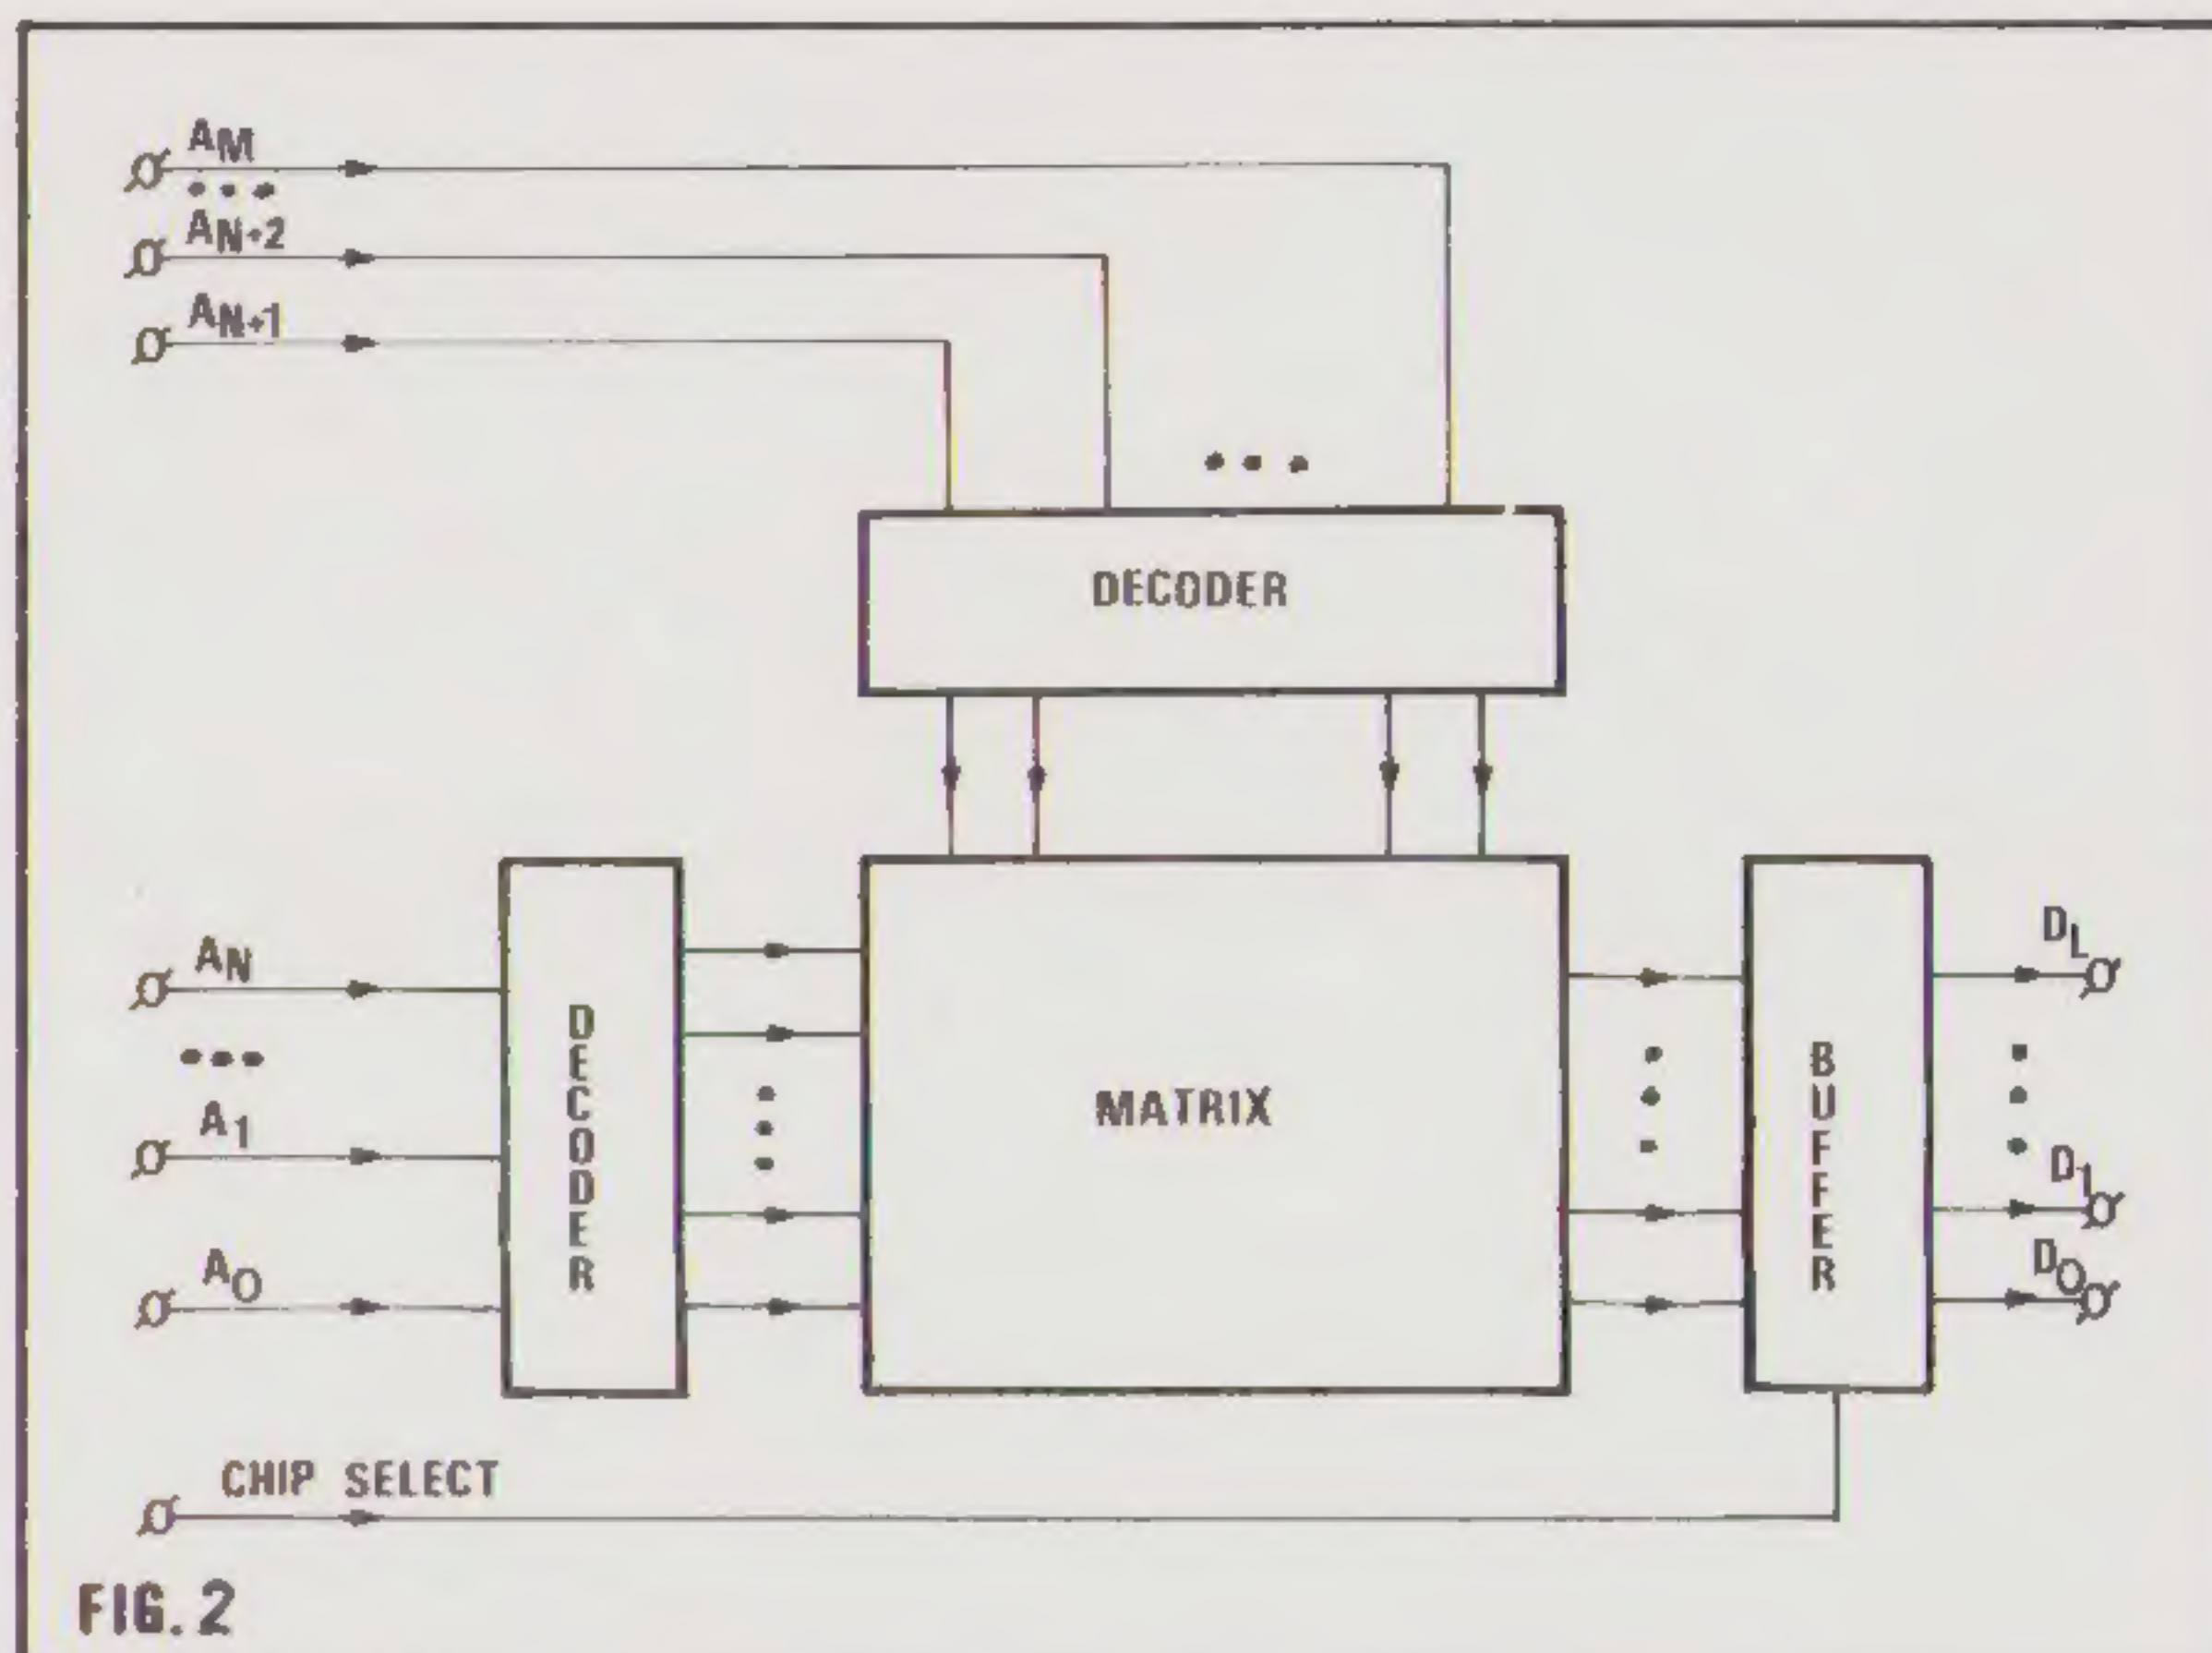 AM
•••
AN+2
AN+1
•••
DECODER
AN
•••
A1
A0
DECODER
MATRIX
BUFFER
DL
D1
D0
CHIP SELECT
FIG. 2